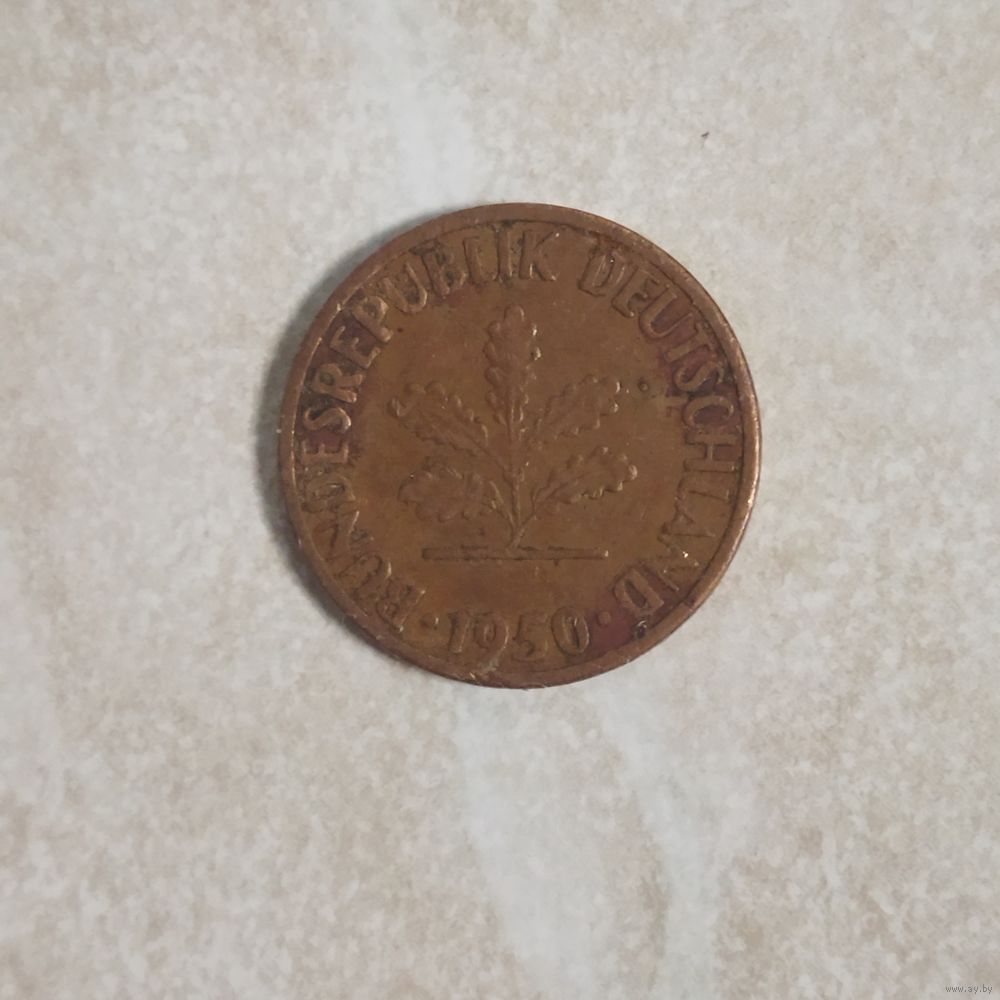 BUNDESREPUBLIK DEUTSCHLAND
· 1950 ·
www.ay.by